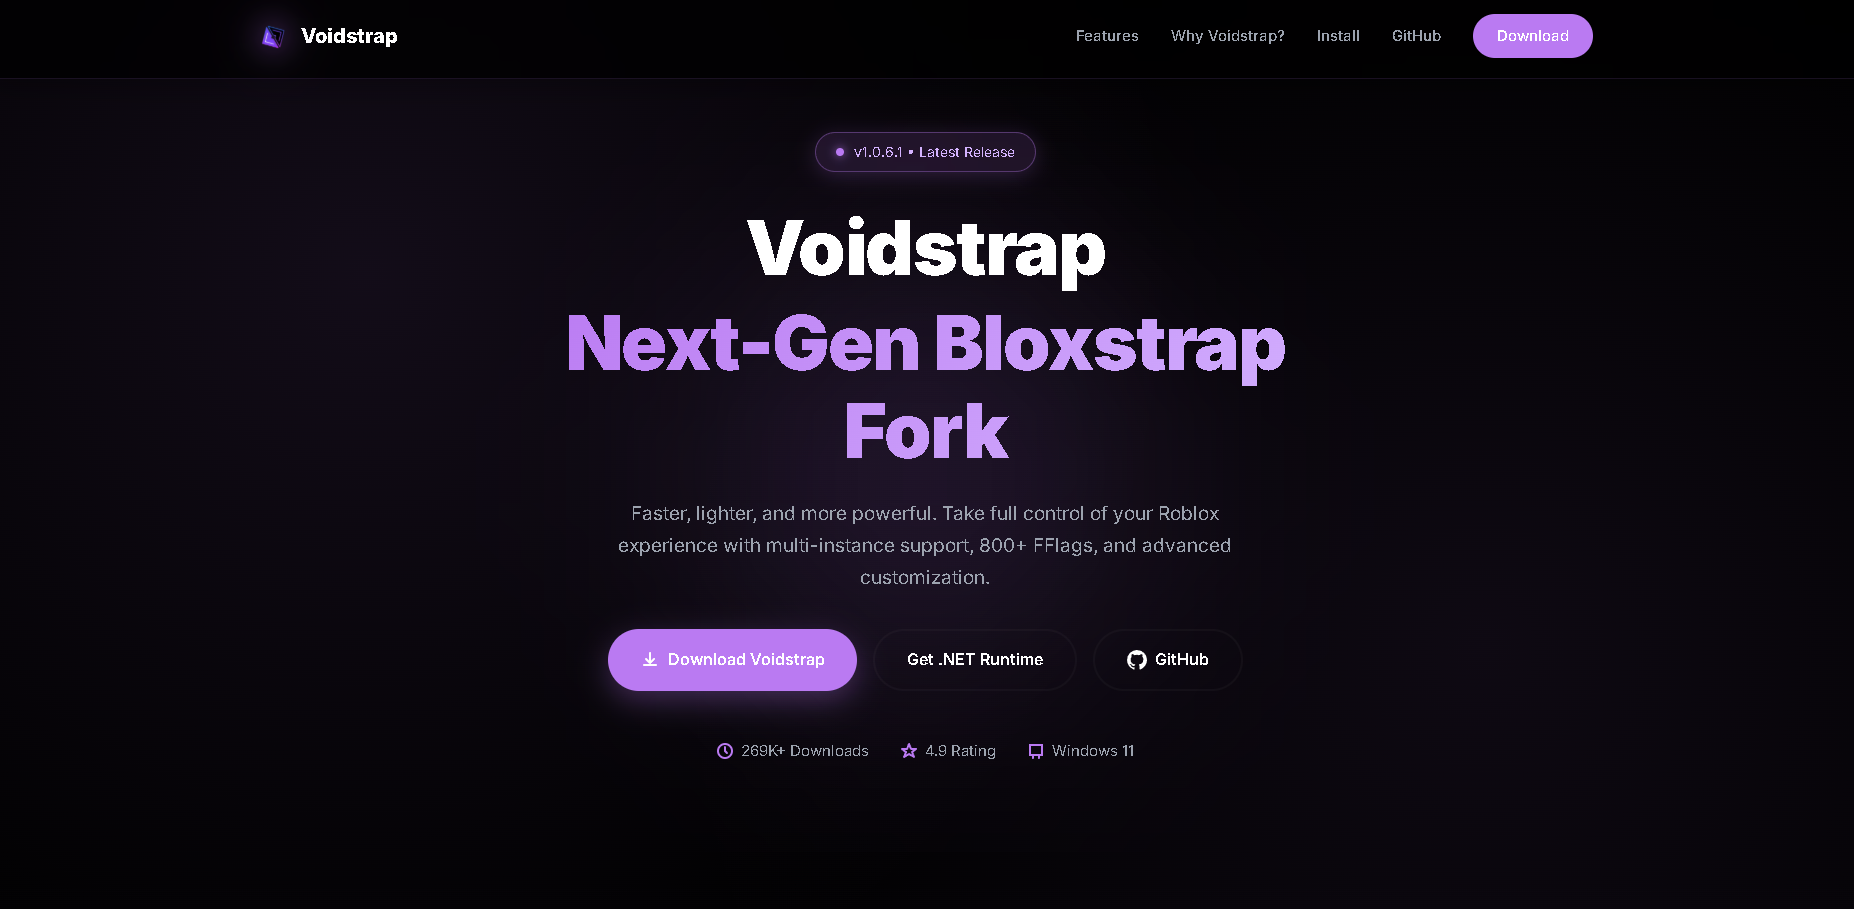 Voidstrap
Features
Why Voidstrap?
Install
GitHub
Download
v1.0.6.1 • Latest Release
Voidstrap
Next-Gen Bloxstrap
Fork
Faster, lighter, and more powerful. Take full control of your Roblox
experience with multi-instance support, 800+ FFlags, and advanced
customization.
Download Voidstrap
Get .NET Runtime
GitHub
269K+ Downloads
4.9 Rating
Windows 11